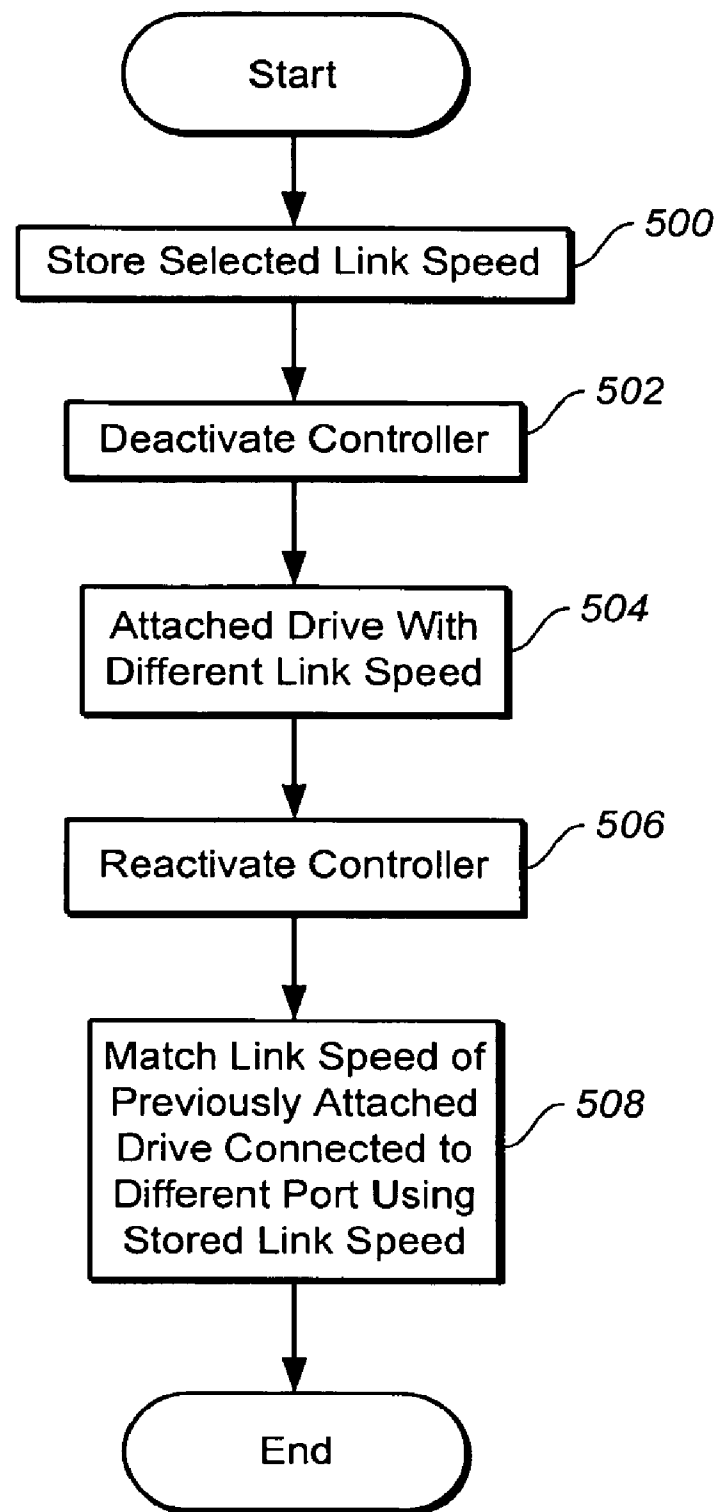 Start
Store Selected Link Speed
500
Deactivate Controller
502
Attached Drive With
Different Link Speed
504
Reactivate Controller
506
Match Link Speed of
Previously Attached
Drive Connected to
Different Port Using
Stored Link Speed
508
End